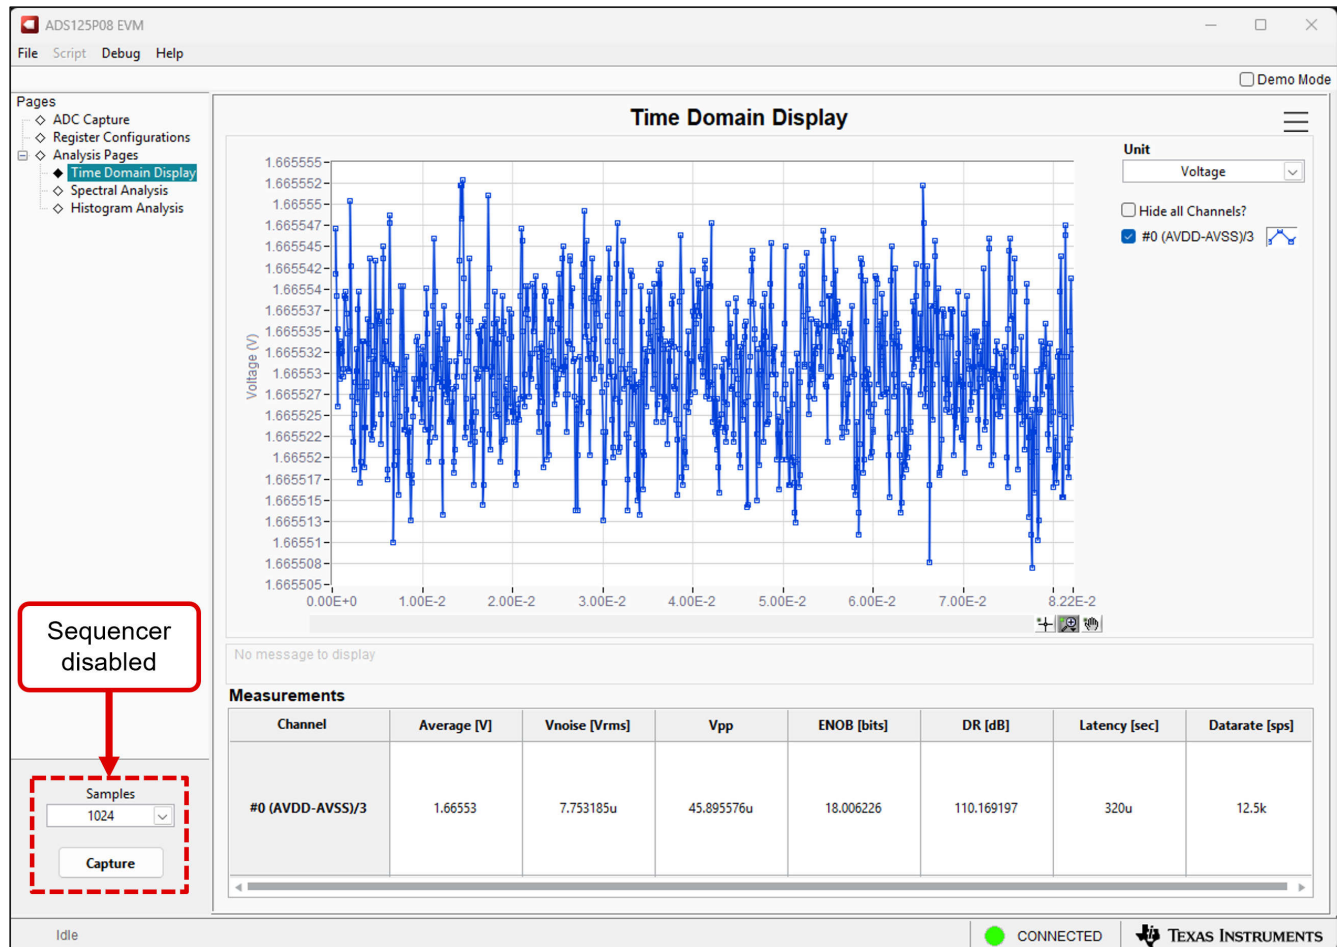 ADS125P08 EVM
File Script Debug Help
Demo Mode
Pages
ADC Capture
Register Configurations
Analysis Pages
Time Domain Display
Spectral Analysis
Histogram Analysis
Time Domain Display
Unit
Voltage
Hide all Channels?
#0 (AVDD-AVSS)/3
Voltage (V)
1.665555
1.665552
1.66555
1.665547
1.665545
1.665542
1.66554
1.665537
1.665535
1.665532
1.66553
1.665527
1.665525
1.665522
1.66552
1.665517
1.665515
1.665513
1.66551
1.665508
1.665505
0.00E+0 1.00E-2 2.00E-2 3.00E-2 4.00E-2 5.00E-2 6.00E-2 7.00E-2 8.22E-2
No message to display
Sequencer
disabled
Measurements
Channel Average [V] Vnoise [Vrms] Vpp ENOB [bits] DR [dB] Latency [sec] Datarate [sps]
#0 (AVDD-AVSS)/3 1.66553 7.753185u 45.895576u 18.006226 110.169197 320u 12.5k
Samples
1024
Capture
Idle
CONNECTED
TEXAS INSTRUMENTS